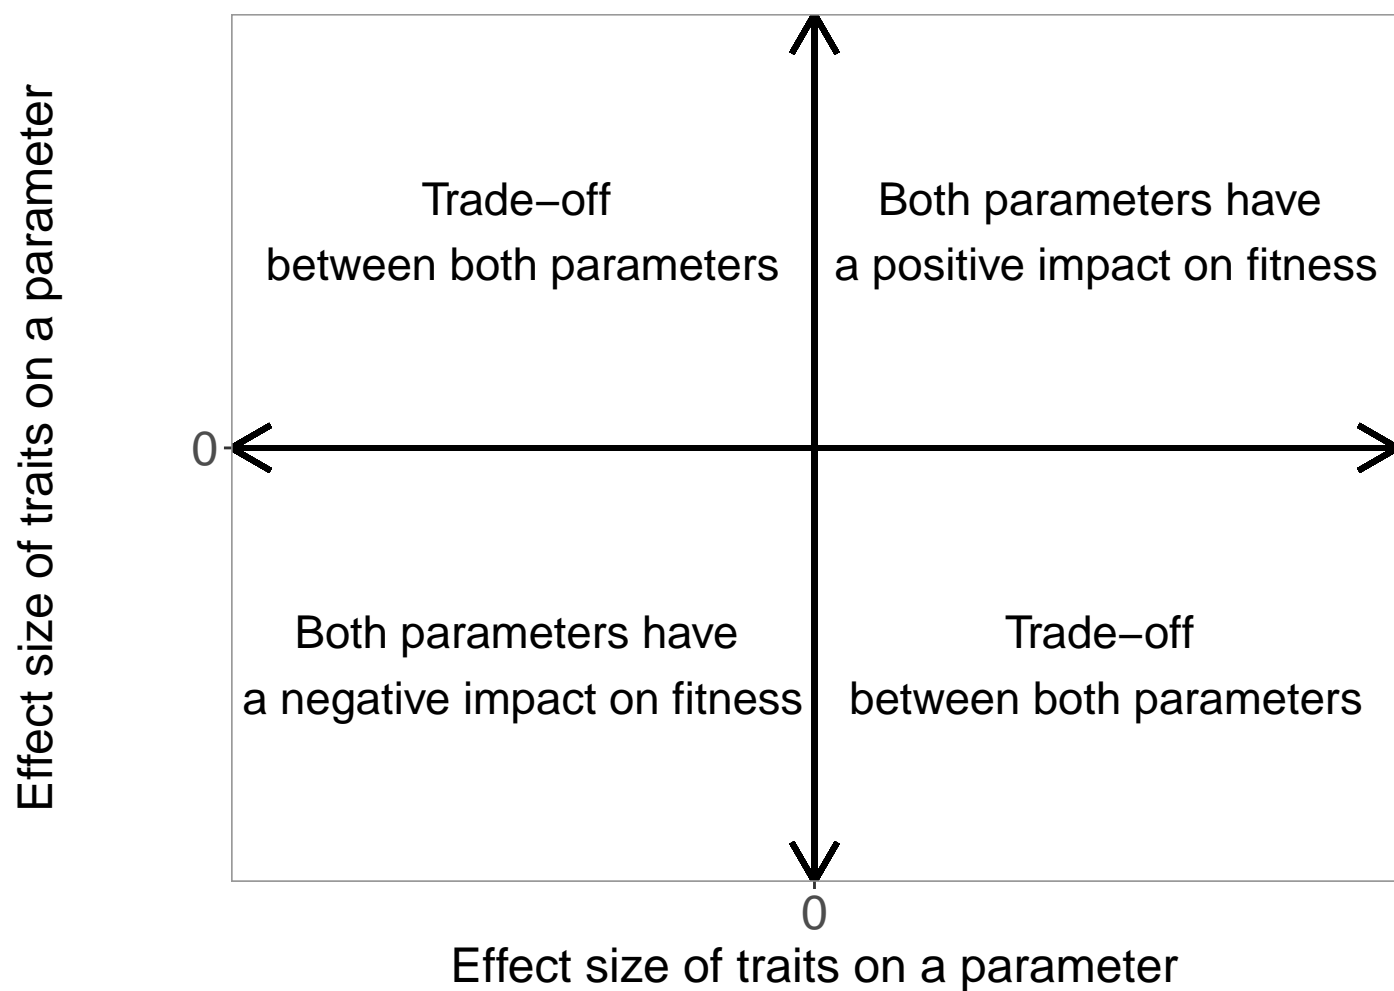 Effect size of traits on a parameter
Trade−off
between both parameters
Both parameters have
a positive impact on fitness
0
Both parameters have
a negative impact on fitness
Trade−off
between both parameters
0
Effect size of traits on a parameter